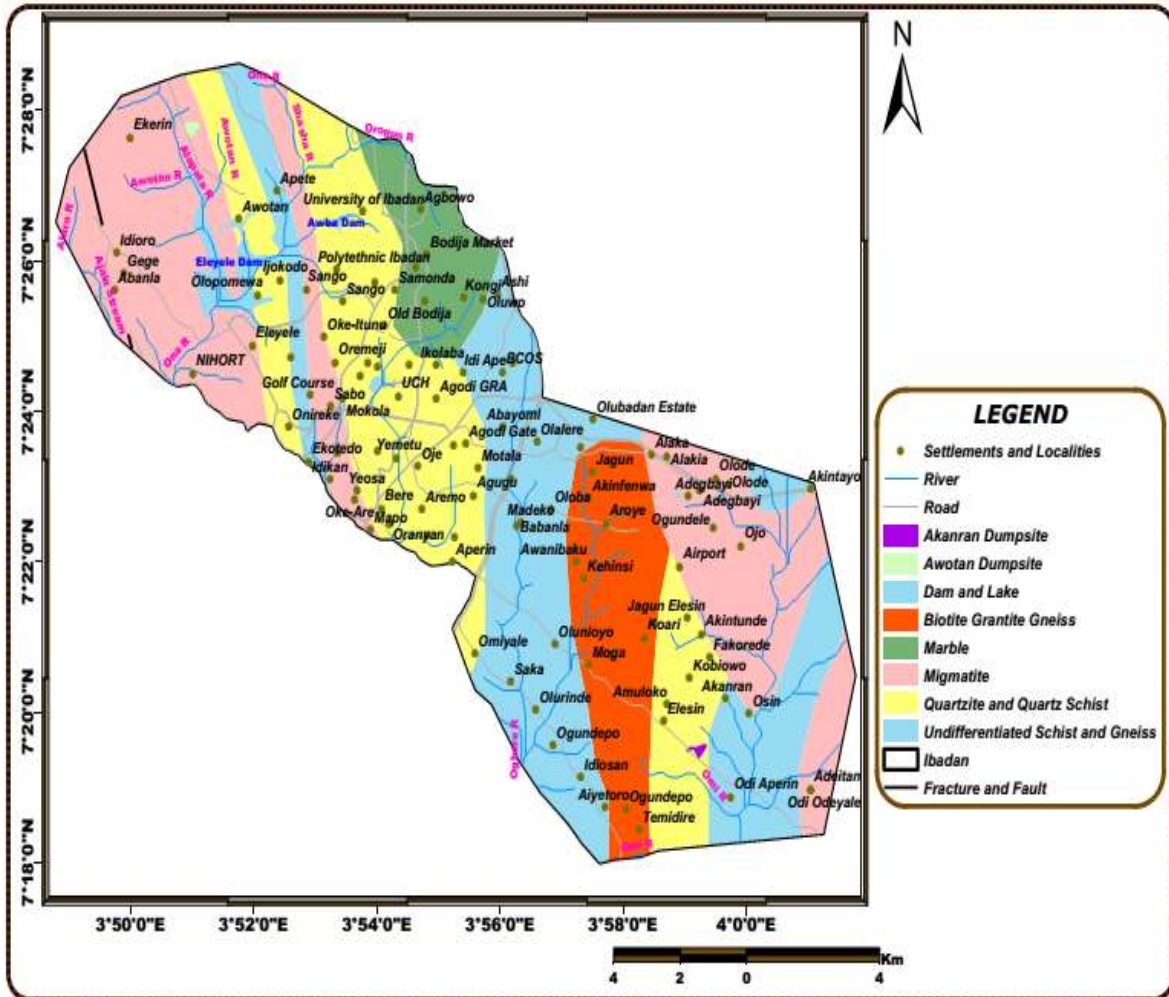 N
7°28'0"N
7°26'0"N
7°24'0"N
7°22'0"N
7°20'0"N
7°18'0"N
Ona R
Orogun R
Shasha R
Awotan R
Alapata R
Ekerin
Awotan R
Apete
University of Ibadan
Agbowo
Awotan
Awba Dam
Idioro
Bodija Market
Gege
Eleyele Dam
Polytechnic Ibadan
Abanla
Ijokodo
Ashi
Olopomewa
Sango
Samonda
Kongi
Sango
Oluwo
Ajain Stream
Old Bodija
Oke-Itunu
Eleyele
Ona R
Oremeji
Ikolaba
Idi Ape
BCOS
NIHORT
Golf Course
UCH
Agodi GRA
Sabo
Onireke
Mokola
Abayomi
Olubadan Estate
Agodi Gate
Olalere
Ekotedo
Yemetu
Alaka
Oje
Motala
Jagun
Alakia
Olode
Idikan
Olode
Akintayo
Yeosa
Agugu
Akinfenwa
Adegbayi
Bere
Aremo
Oloba
Adegbayi
Oke-Are
Mapo
Madeko
Aroye
Ogundele
Oranyan
Babanla
Ojo
Aperin
Awanibaku
Airport
Kehinsi
Jagun Elesin
Koari
Akintunde
Omiyale
Olunloyo
Fakorede
Moga
Kobiowo
Saka
Amuloko
Akanran
Olurinde
Elesin
Osin
Ogbere R
Ogundepo
Idiosan
Omi R
Odi Aperin
Adeitan
Aiyetoro
Ogundepo
Odi Odeyale
Temidire
3°50'0"E
3°52'0"E
3°54'0"E
3°56'0"E
3°58'0"E
4°0'0"E
Km
4
2
0
4
LEGEND
Settlements and Localities
River
Road
Akanran Dumpsite
Awotan Dumpsite
Dam and Lake
Biotite Grantite Gneiss
Marble
Migmatite
Quartzite and Quartz Schist
Undifferentiated Schist and Gneiss
Ibadan
Fracture and Fault